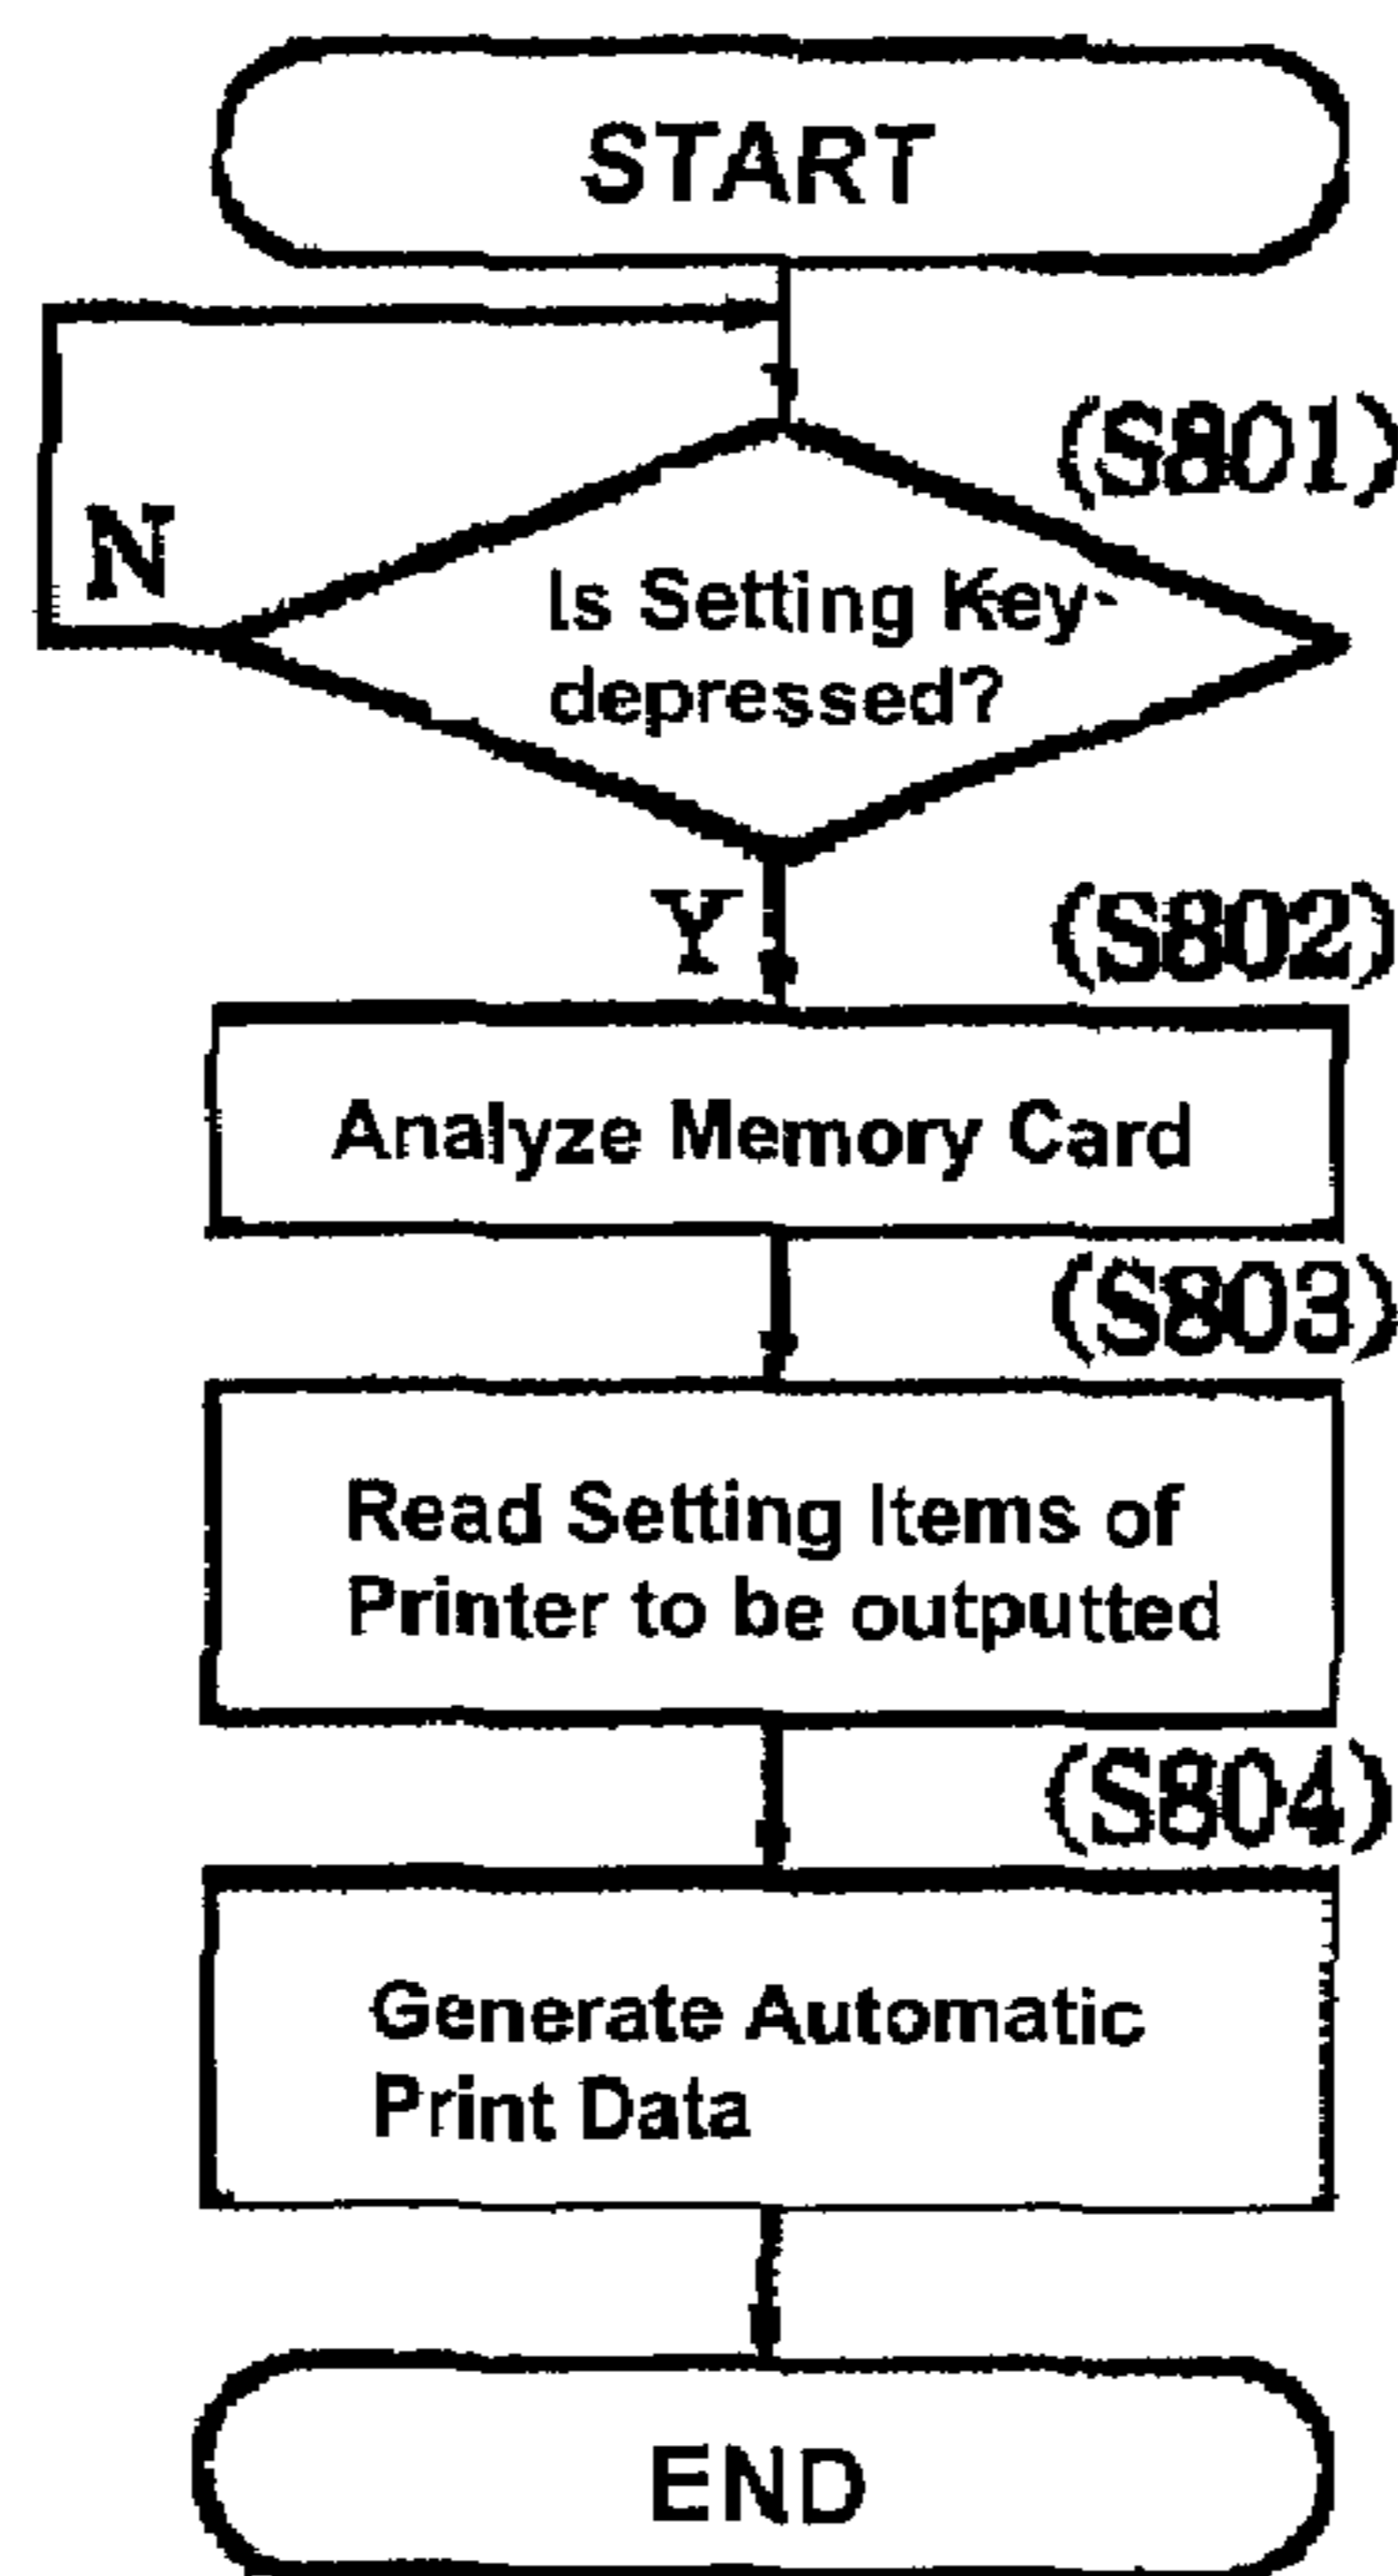 START
(S801)
N
Is Setting Key
depressed?
Y
(S802)
Analyze Memory Card
(S803)
Read Setting Items of
Printer to be outputted
(S804)
Generate Automatic
Print Data
END